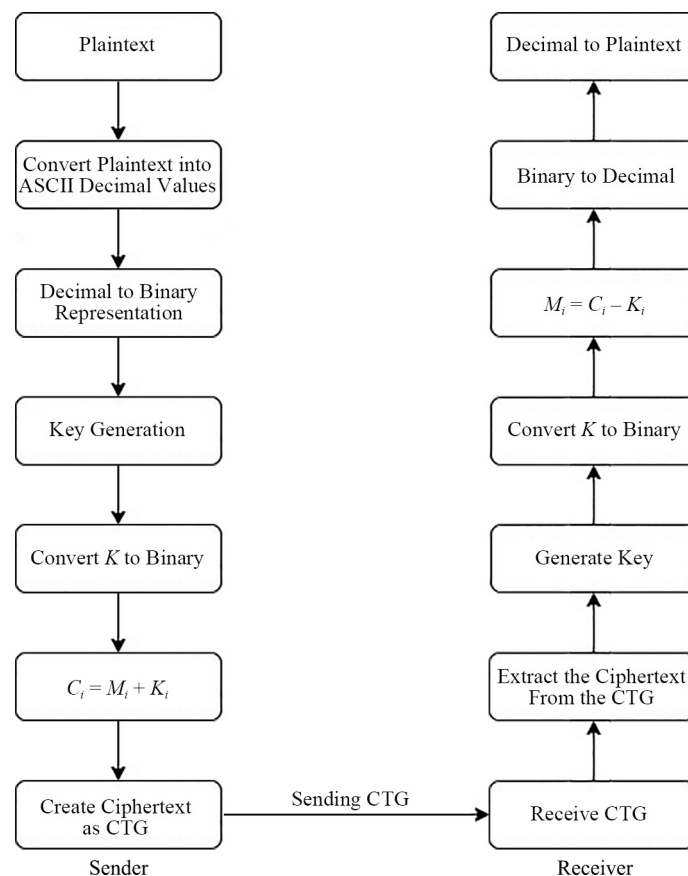 Plaintext
Convert Plaintext into
ASCII Decimal Values
Decimal to Binary
Representation
Key Generation
Convert K to Binary
Cᵢ = Mᵢ + Kᵢ
Create Ciphertext
as CTG
Sender
Sending CTG
Decimal to Plaintext
Binary to Decimal
Mᵢ = Cᵢ – Kᵢ
Convert K to Binary
Generate Key
Extract the Ciphertext
From the CTG
Receive CTG
Receiver